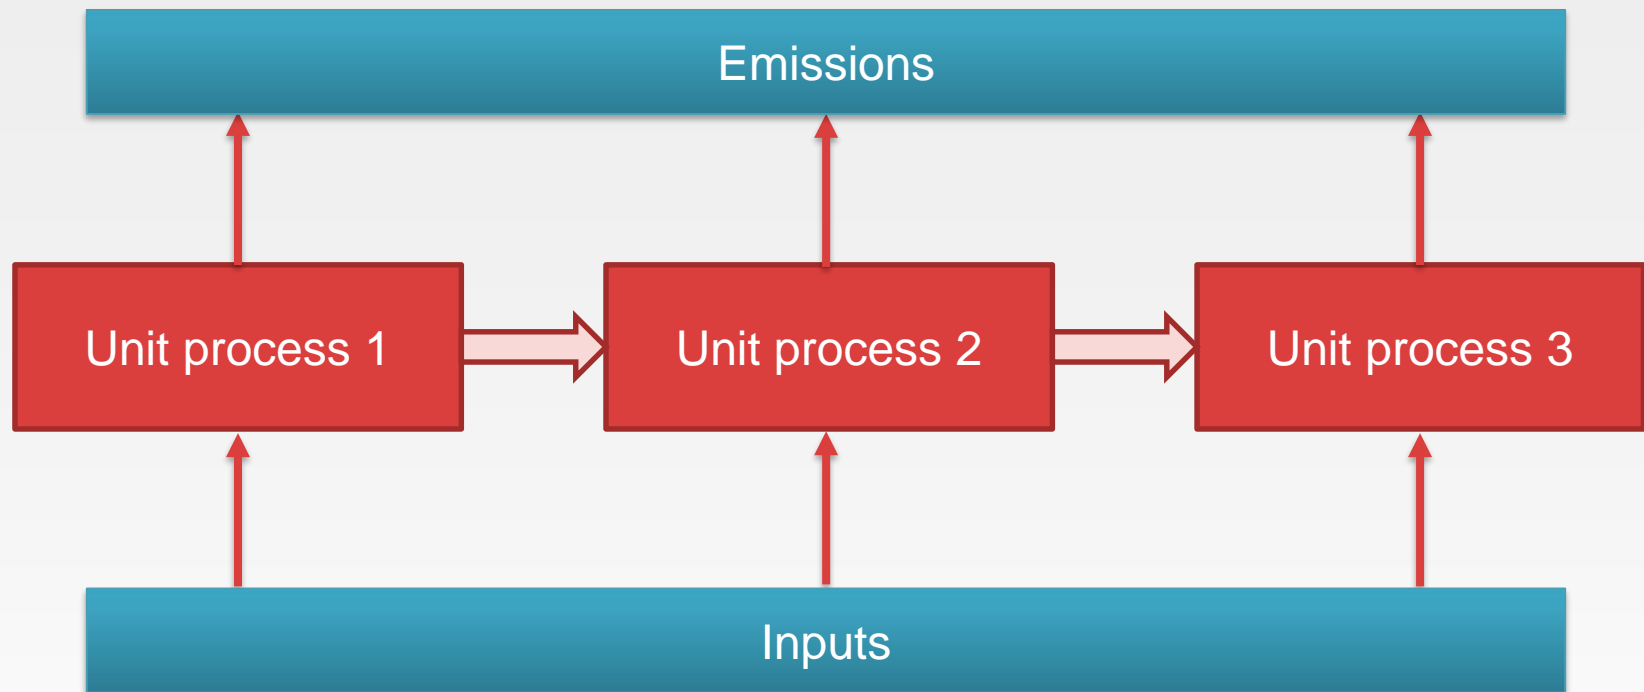 Emissions
Unit process 1
Unit process 2
Unit process 3
Inputs